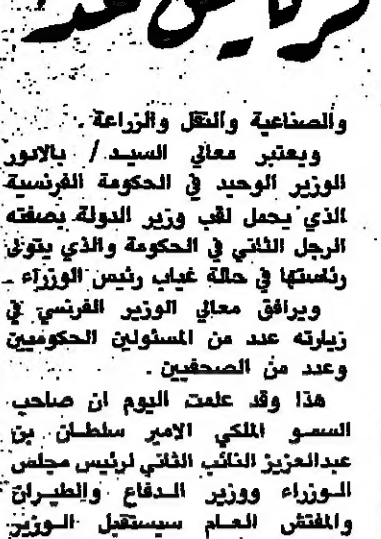 والصناعية والنقل والزراعة .
ويعتبر معالي السيد / بالادور
الوزير الوحيد في الحكومة الفرنسية
الذي يحمل لقب وزير الدولة بصفته
الرجل الثاني في الحكومة والذي يتولى
رئاستها في حالة غياب رئيس الوزراء .
ويرافق معالي الوزير الفرنسي في
زيارته عدد من المسئولين الحكوميين
وعدد من الصحفيين .
هذا وقد علمت اليوم ان صاحب
السمو الملكي الامير سلطان بن
عبدالعزيز النائب الثاني لرئيس مجلس
الوزراء ووزير الدفاع والطيران
والمفتش العام سيستقبل الوزير